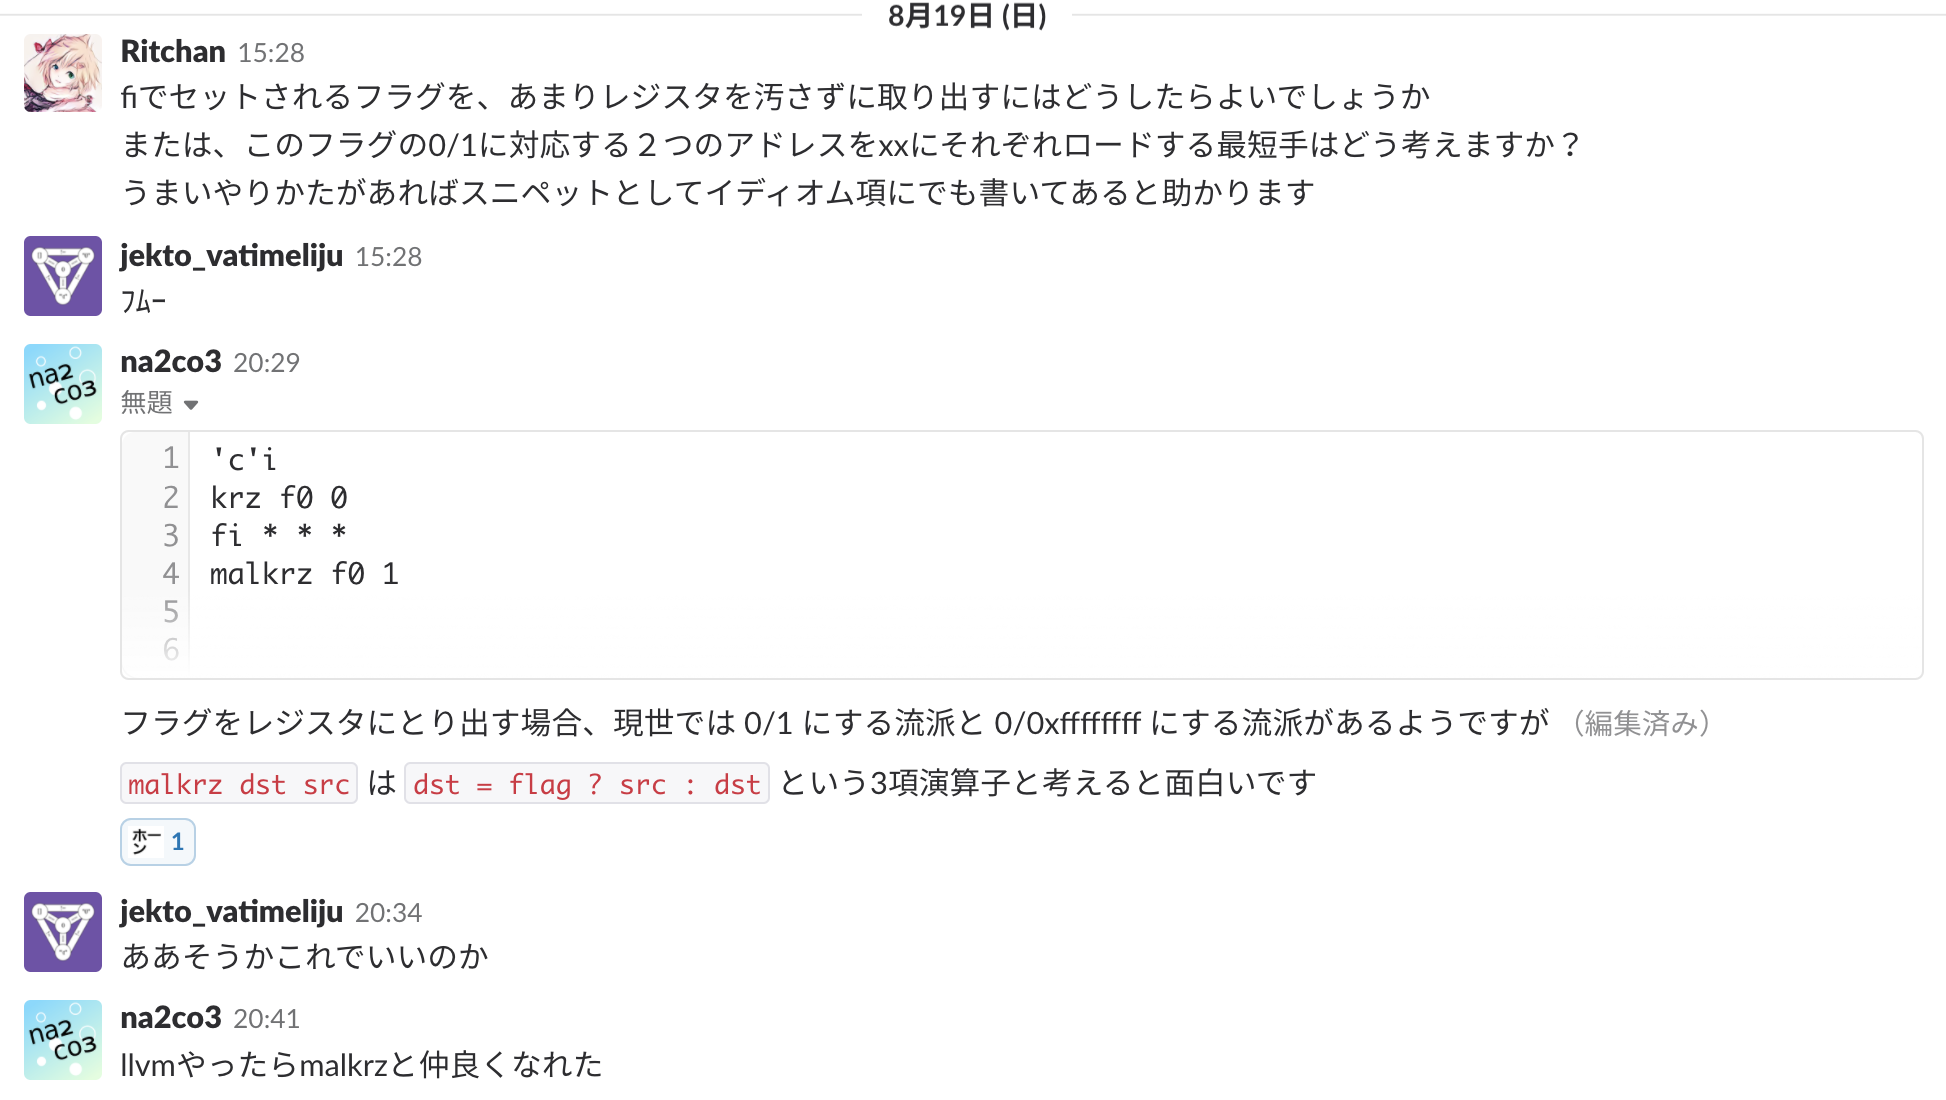 8月19日 (日)
Ritchan 15:28
fiでセットされるフラグを、あまりレジスタを汚さずに取り出すにはどうしたらよいでしょうか
または、このフラグの0/1に対応する２つのアドレスをxxにそれぞれロードする最短手はどう考えますか？
うまいやりかたがあればスニペットとしてイディオム項にでも書いてあると助かります
jekto_vatimeliju 15:28
ﾌﾑｰ
na2co3
na2co3 20:29
無題
1 'c'i
2 krz f0 0
3 fi * * *
4 malkrz f0 1
5
6
フラグをレジスタにとり出す場合、現世では 0/1 にする流派と 0/0xffffffff にする流派があるようですが （編集済み）
malkrz dst src は dst = flag ? src : dst という3項演算子と考えると面白いです
ホーン 1
jekto_vatimeliju 20:34
ああそうかこれでいいのか
na2co3
na2co3 20:41
llvmやったらmalkrzと仲良くなれた